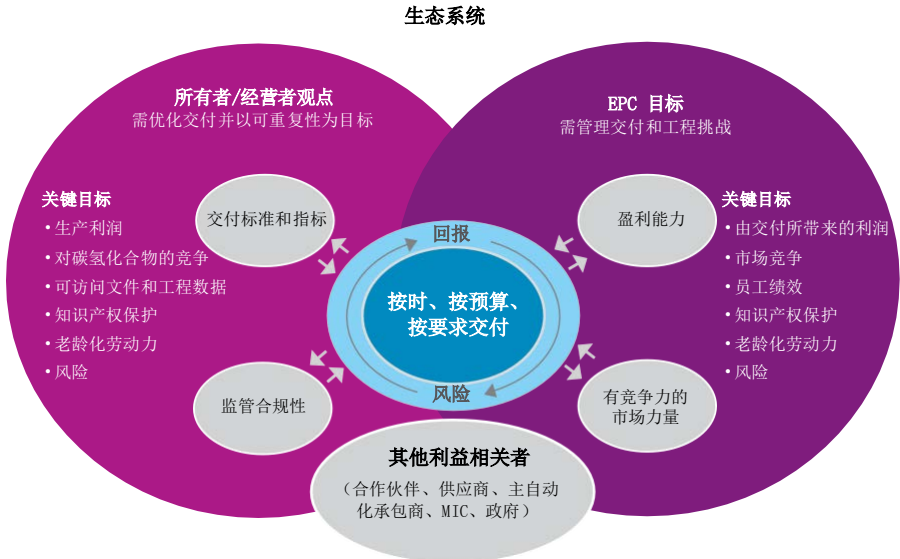 生态系统
所有者/经营者观点
需优化交付并以可重复性为目标
关键目标
•生产利润
•对碳氢化合物的竞争
•可访问文件和工程数据
•知识产权保护
•老龄化劳动力
•风险
交付标准和指标
监管合规性
回报
按时、按预算、
按要求交付
风险
EPC 目标
需管理交付和工程挑战
盈利能力
有竞争力的
市场力量
关键目标
•由交付所带来的利润
•市场竞争
•员工绩效
•知识产权保护
•老龄化劳动力
•风险
其他利益相关者
（合作伙伴、供应商、主自动
化承包商、MIC、政府）